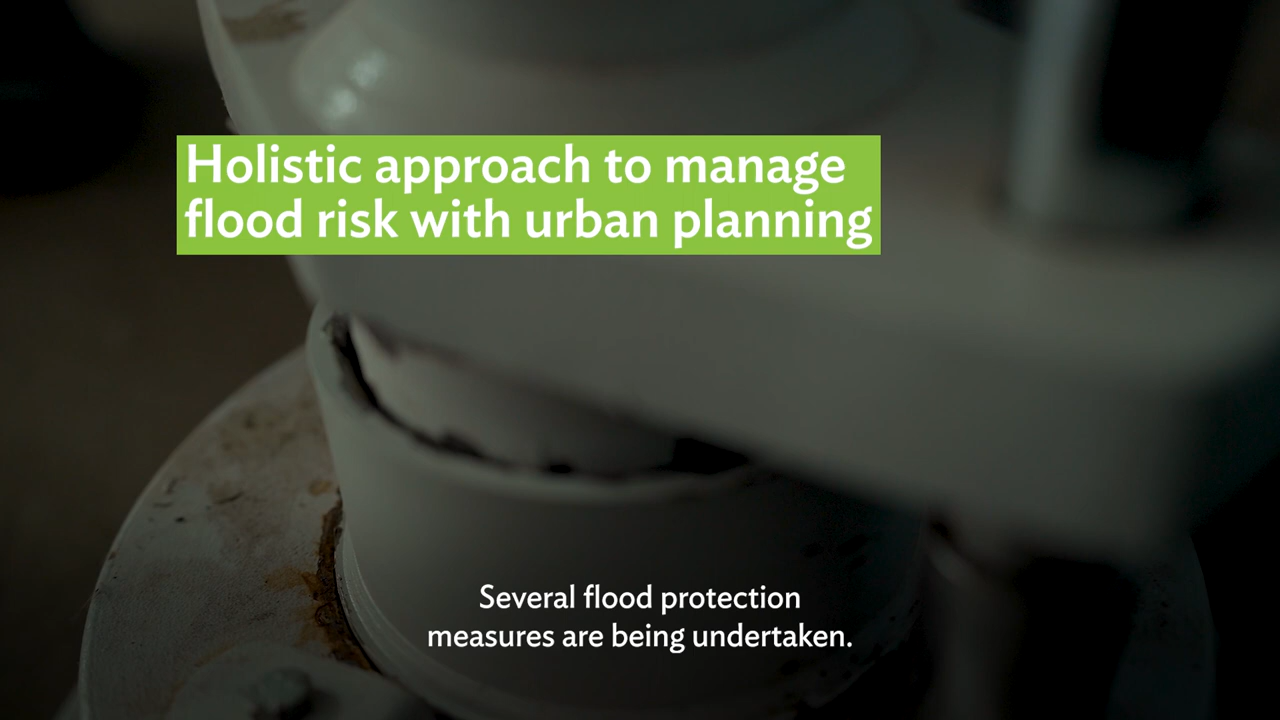 Holistic approach to manage
flood risk with urban planning
Several flood protection
measures are being undertaken.